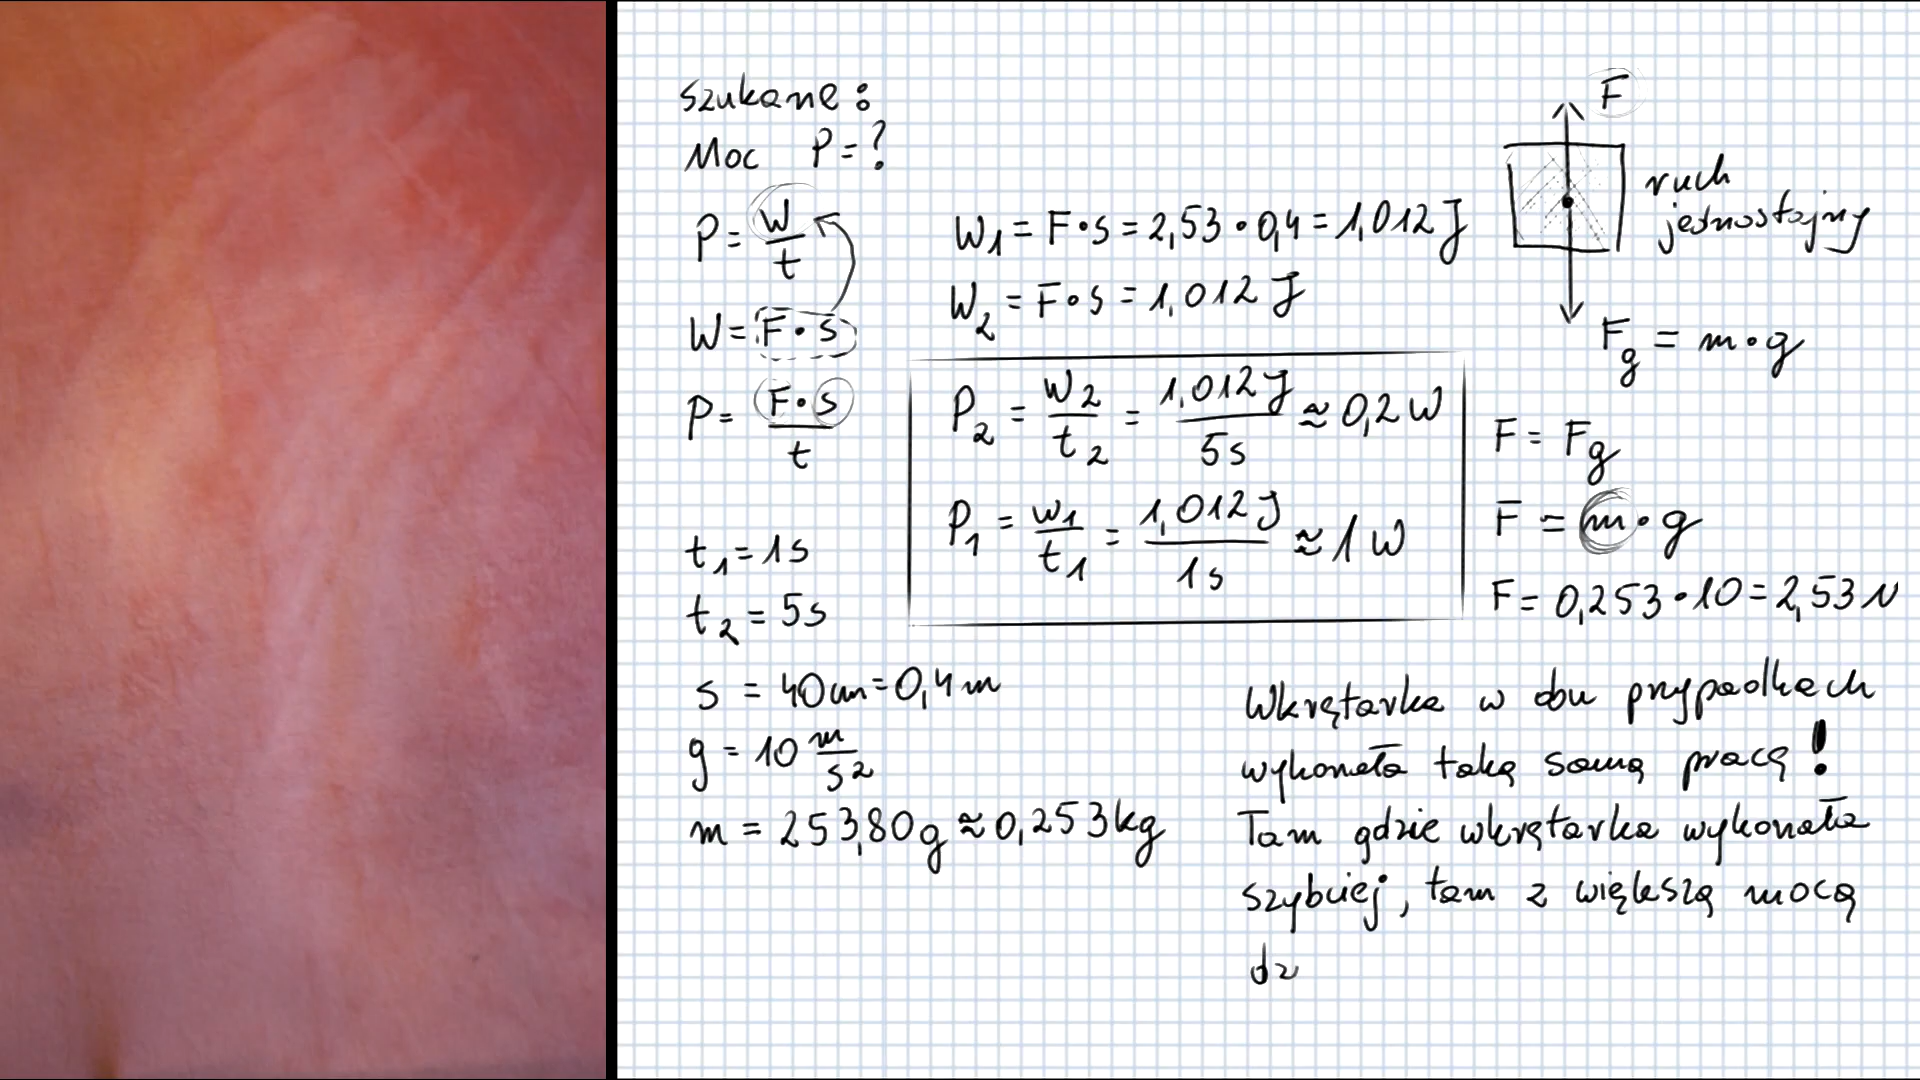 szukane:
Moc P = ?
P = W/t
W = F · s
P = F · s/t
t₁ = 1s
t₂ = 5s
s = 40cm = 0,4m
g = 10 m/s²
m = 253,80g ≈ 0,253kg
W₁ = F · s = 2,53 · 0,4 = 1,012 J
W₂ = F · s = 1,012 J
P₂ = W₂/t₂ = 1,012 J/5s ≈ 0,2 W
P₁ = W₁/t₁ = 1,012 J/1s ≈ 1 W
F
ruch
jednostajny
Fg = m · g
F = Fg
F = m · g
F = 0,253 · 10 = 2,53 N
Wkrętarka w obu przypadkach
wykonała taką samą pracę!
Tam gdzie wkrętarka wykonała
szybciej, tam z większą mocą
dz